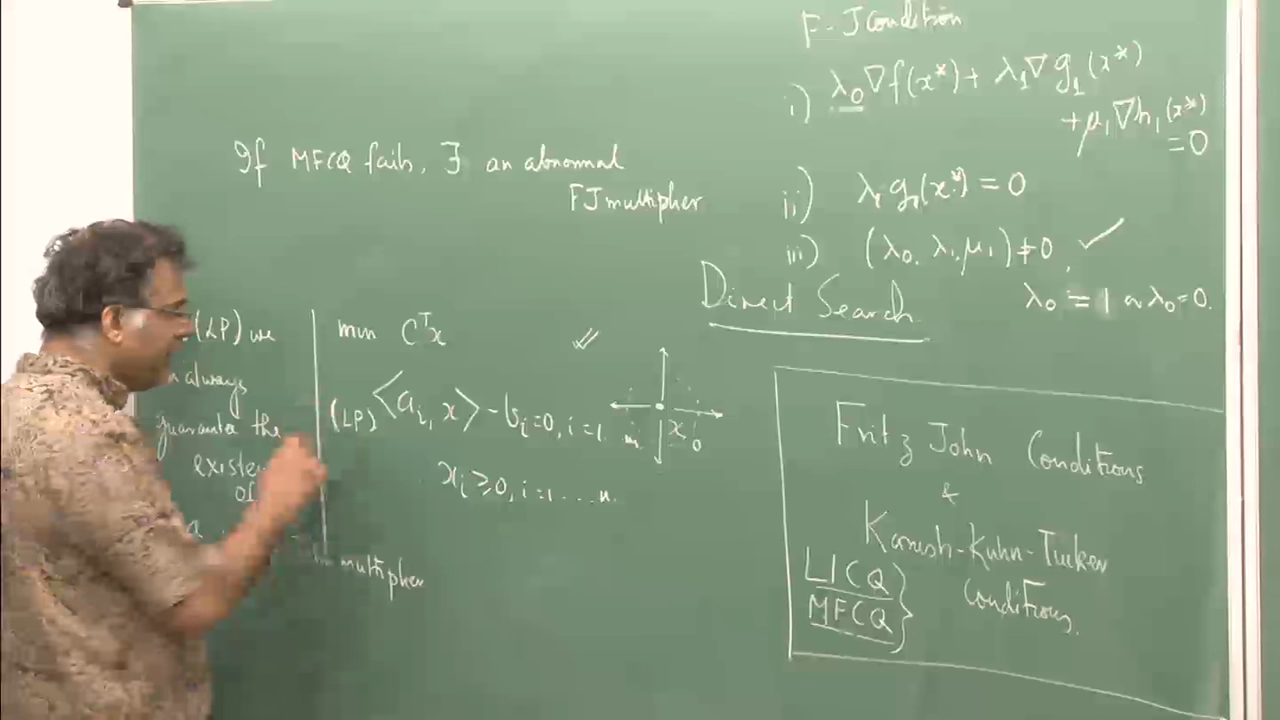 F-J Condition
i) λ₀∇f(x*) + λ₁∇g₁(x*)
+ μ₁∇h₁(x*)
= 0
ii) λ₁g₁(x*) = 0
iii) (λ₀, λ₁, μ₁) ≠ 0,
λ₀ = 1 or λ₀ = 0.
If MFCQ fails, ∃ an abnormal
FJ multiplier
Direct Search
(LP) we
always
guarantee the
of
a
multiplier
min Cᵀx
(LP) <aᵢ, x> - bᵢ = 0, i = 1 ... m
xᵢ ≥ 0, i = 1 .... n.
x₀
Fritz John Conditions
&
Karush-Kuhn-Tucker
Conditions.
LICQ
MFCQ